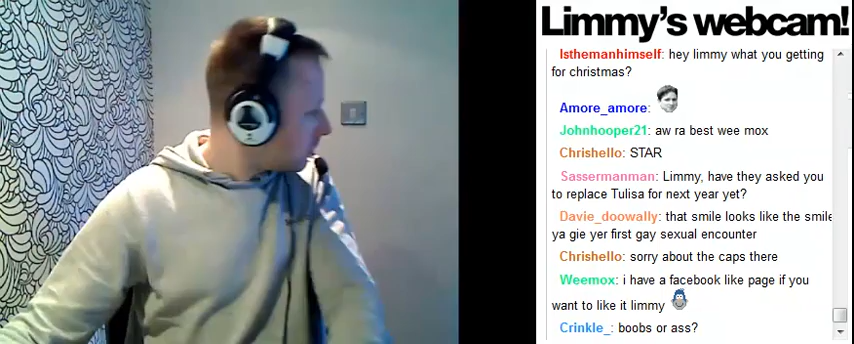 Limmy's webcam!
Isthemanhimself: hey limmy what you getting
for christmas?
Amore_amore:
Johnhooper21: aw ra best wee mox
Chrishello: STAR
Sassermanman: Limmy, have they asked you
to replace Tulisa for next year yet?
Davie_doowally: that smile looks like the smile
ya gie yer first gay sexual encounter
Chrishello: sorry about the caps there
Weemox: i have a facebook like page if you
want to like it limmy
Crinkle_: boobs or ass?